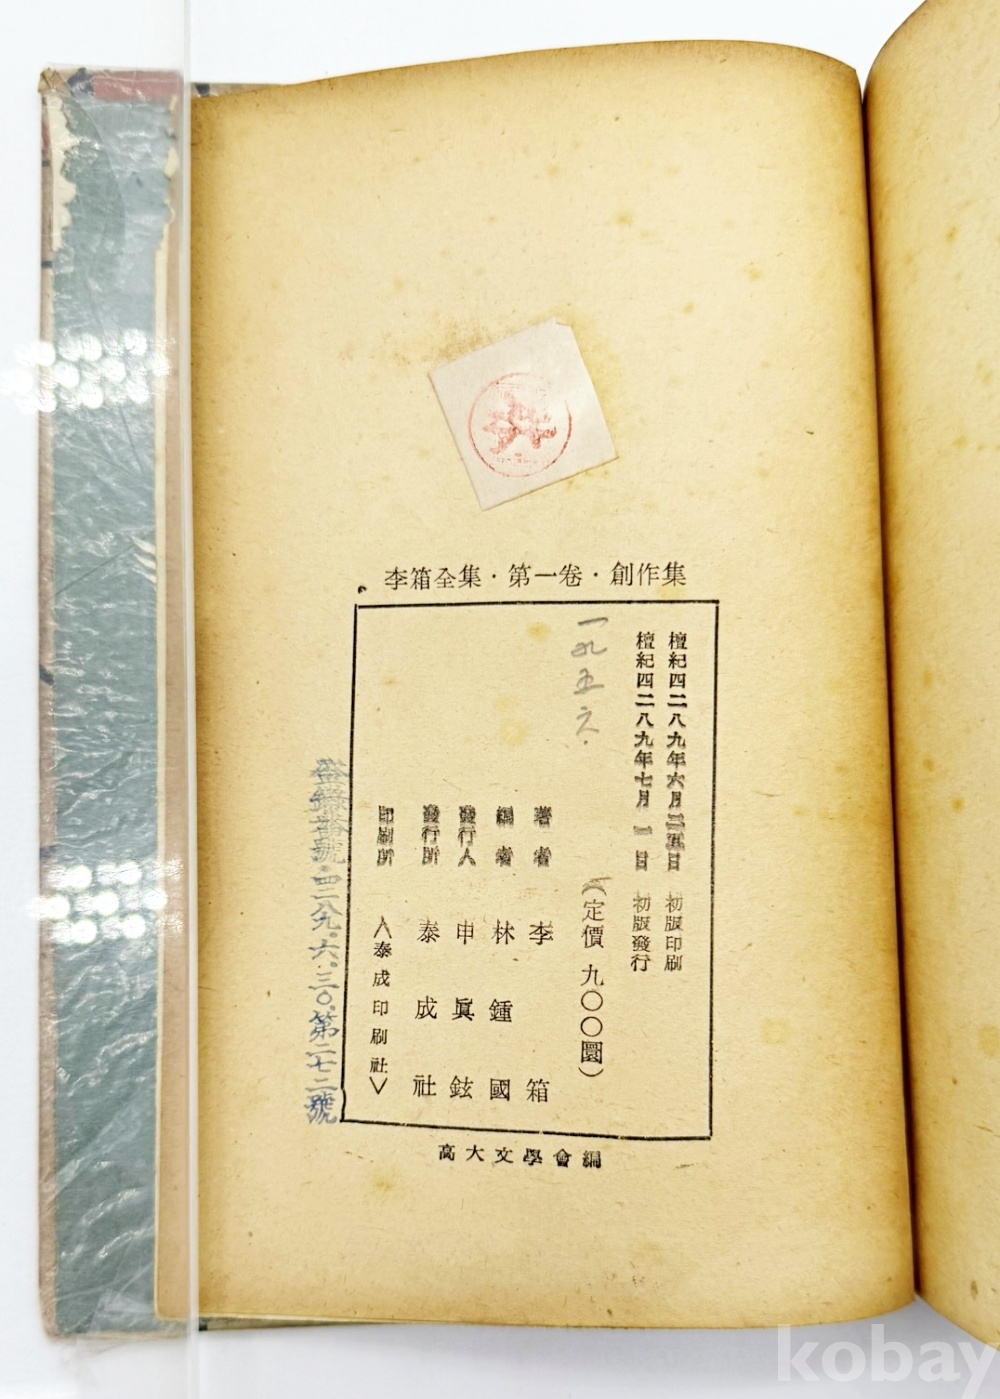 李箱全集・第一卷・創作集
檀紀四二八九年六月二五日 初版印刷
檀紀四二八九年七月 一日 初版發行
一九五六.
(定價 九〇〇圜)
著者 李箱
編者 林鍾國
發行人 申眞鉉
發行所 泰成社
印刷所 〈泰成印刷社〉
登錄番號・四二八九.六.三〇.第二七二號
高大文學會編
kobay